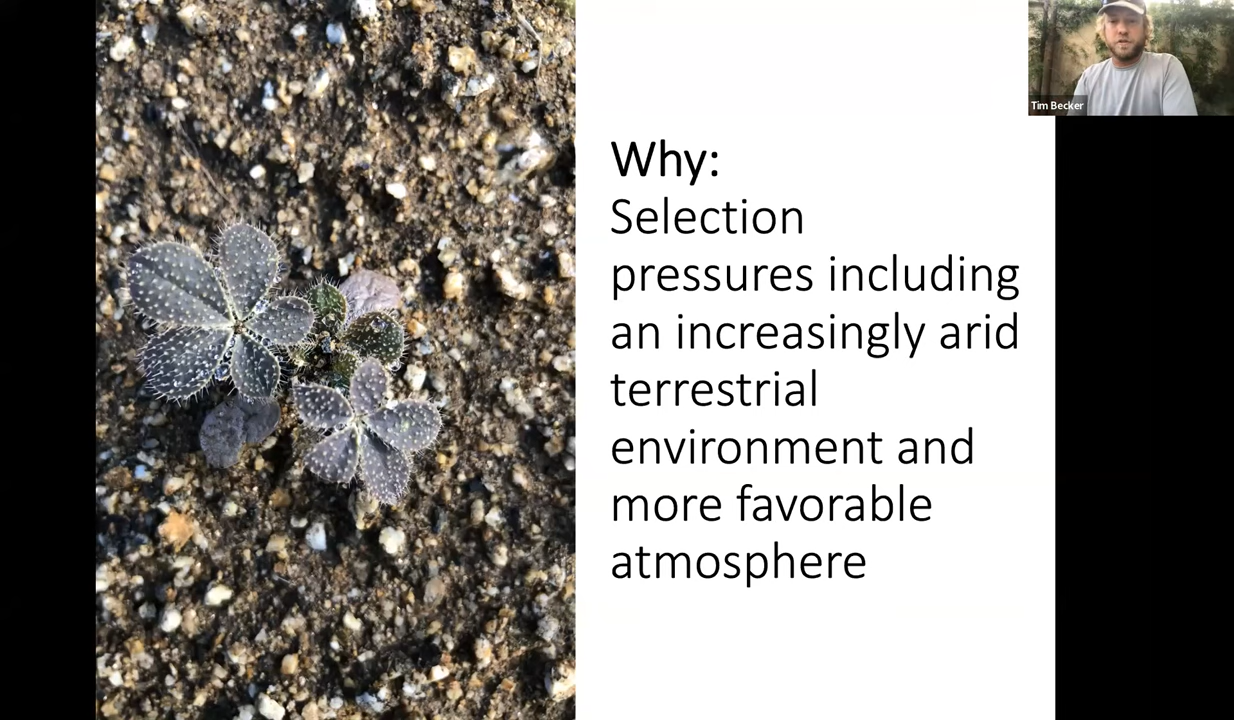 Tim Becker
Why:
Selection
pressures including
an increasingly arid
terrestrial
environment and
more favorable
atmosphere